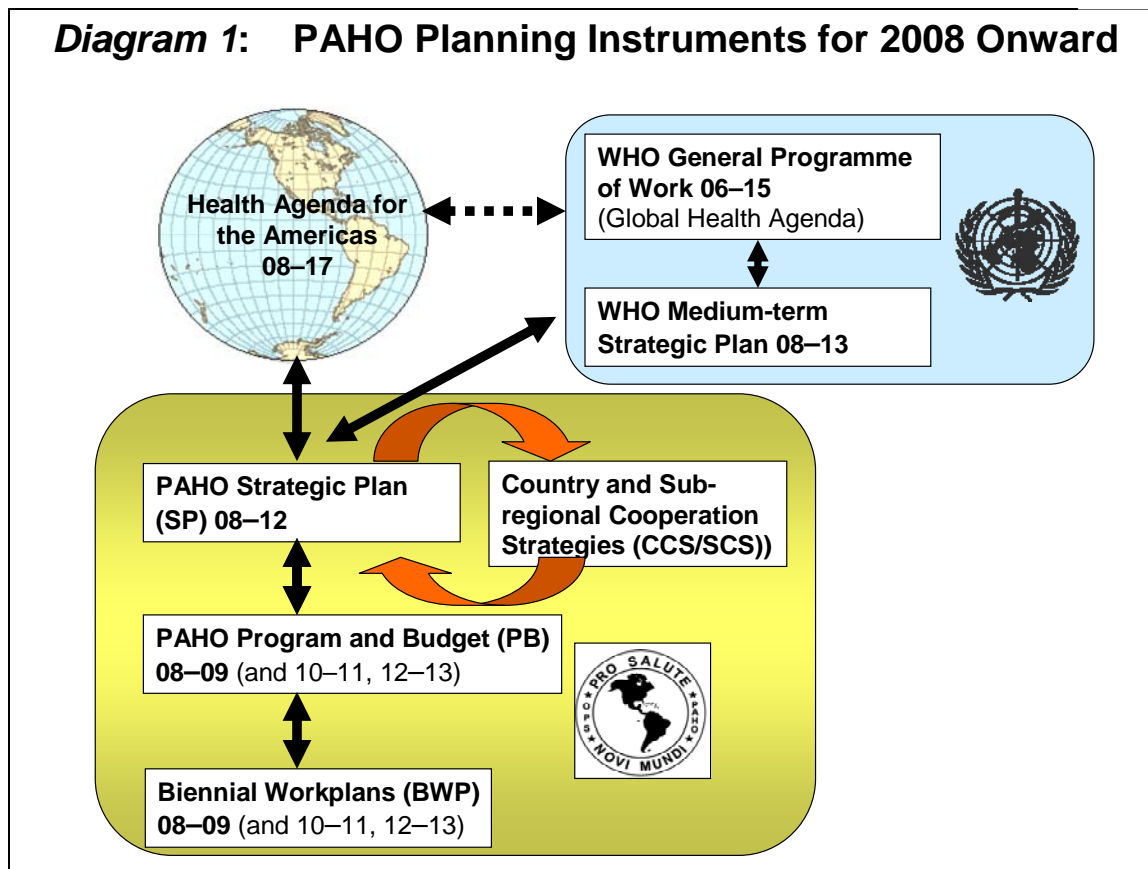 Diagram 1: PAHO Planning Instruments for 2008 Onward
Health Agenda for
the Americas
08–17
WHO General Programme
of Work 06–15
(Global Health Agenda)
WHO Medium-term
Strategic Plan 08–13
PAHO Strategic Plan
(SP) 08–12
Country and Sub-
regional Cooperation
Strategies (CCS/SCS))
PAHO Program and Budget (PB)
08–09 (and 10–11, 12–13)
PRO SALUTE
OPS
PAHO
NOVI MUNDI
Biennial Workplans (BWP)
08–09 (and 10–11, 12–13)